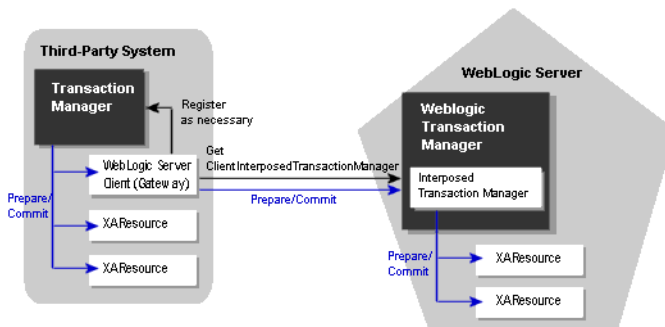 Third-Party System
Transaction
Manager
Register
as necessary
WebLogic Server
Client (Gateway)
Get
ClientInterposedTransactionManager
Prepare/Commit
Prepare/
Commit
XAResource
XAResource
WebLogic Server
Weblogic
Transaction
Manager
Interposed
Transaction Manager
Prepare/
Commit
XAResource
XAResource